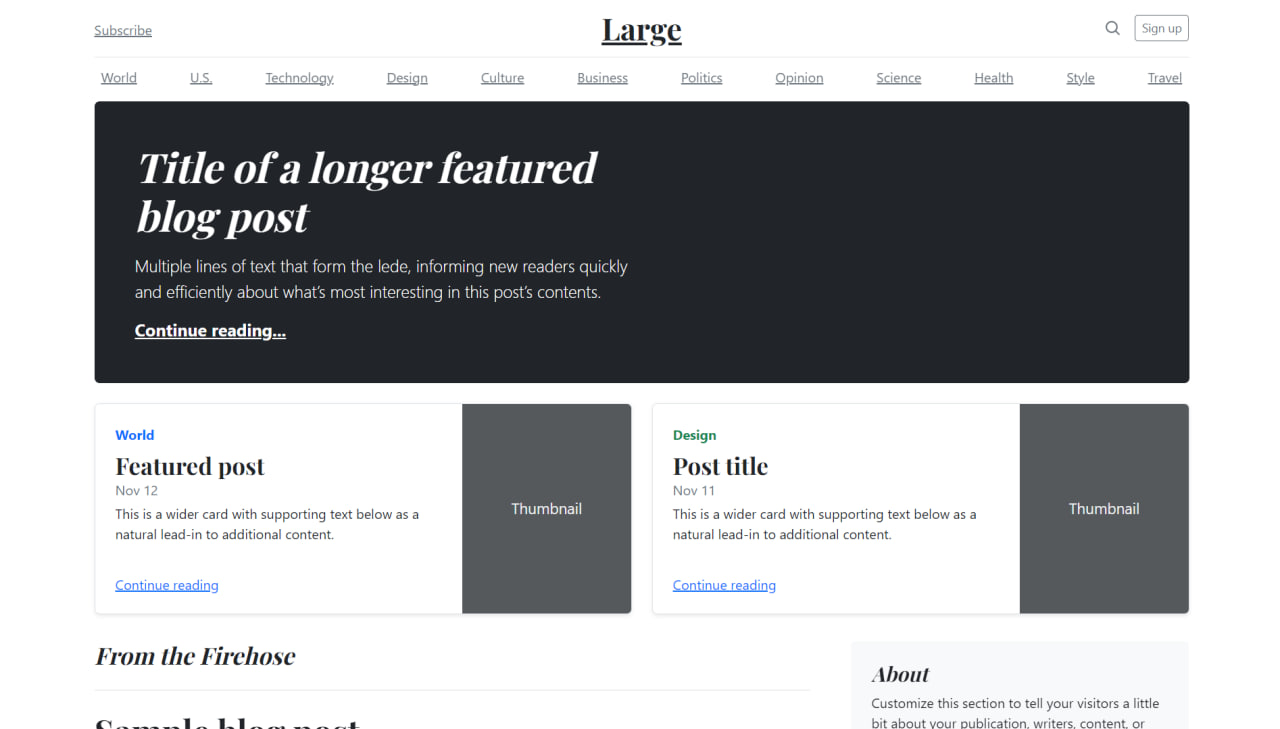 Subscribe
Large
Sign up
World U.S. Technology Design Culture Business Politics Opinion Science Health Style Travel
Title of a longer featured
blog post
Multiple lines of text that form the lede, informing new readers quickly
and efficiently about what’s most interesting in this post’s contents.
Continue reading...
World
Featured post
Nov 12
This is a wider card with supporting text below as a
natural lead-in to additional content.
Continue reading
Thumbnail
Design
Post title
Nov 11
This is a wider card with supporting text below as a
natural lead-in to additional content.
Continue reading
Thumbnail
From the Firehose
Sample blog post
About
Customize this section to tell your visitors a little
bit about your publication, writers, content, or